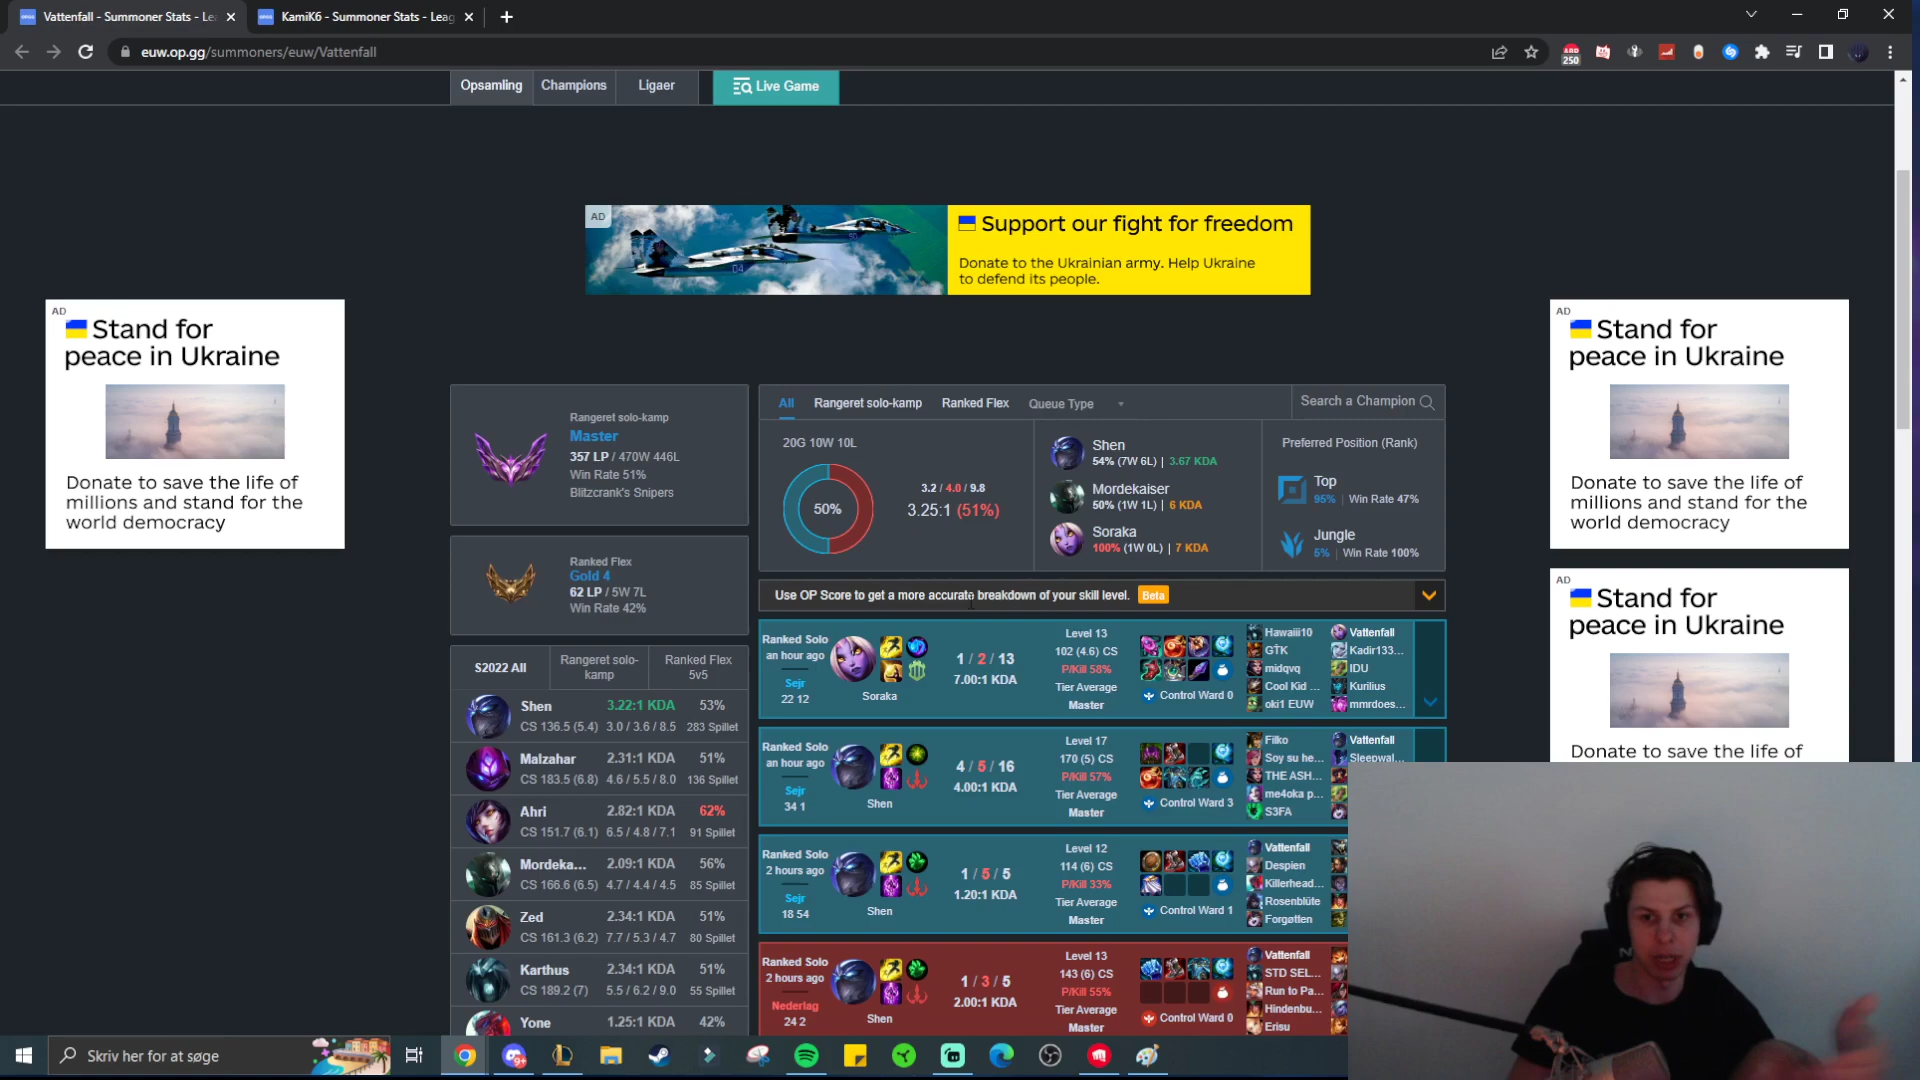 Vattenfall - Summoner Stats - Le
KamiK6 - Summoner Stats - Leag
euw.op.gg/summoners/euw/Vattenfall
250
Opsamling
Champions
Ligaer
Live Game
AD
Support our fight for freedom
Donate to the Ukrainian army. Help Ukraine
to defend its people.
AD
Stand for
peace in Ukraine
Donate to save the life of
millions and stand for the
world democracy
AD
Stand for
peace in Ukraine
Donate to save the life of
millions and stand for the
world democracy
AD
Stand for
peace in Ukraine
Donate to save the life of
Rangeret solo-kamp
Master
357 LP / 470W 446L
Win Rate 51%
Blitzcrank's Snipers
Ranked Flex
Gold 4
62 LP / 5W 7L
Win Rate 42%
S2022 All
Rangeret solo-
kamp
Ranked Flex
5v5
Shen 3.22:1 KDA 53%
CS 136.5 (5.4) 3.0 / 3.6 / 8.5 283 Spillet
Malzahar 2.31:1 KDA 51%
CS 183.5 (6.8) 4.6 / 5.5 / 8.0 136 Spillet
Ahri 2.82:1 KDA 62%
CS 151.7 (6.1) 6.5 / 4.8 / 7.1 91 Spillet
Mordeka... 2.09:1 KDA 56%
CS 166.6 (6.5) 4.7 / 4.4 / 4.5 85 Spillet
Zed 2.34:1 KDA 51%
CS 161.3 (6.2) 7.7 / 5.3 / 4.7 80 Spillet
Karthus 2.34:1 KDA 51%
CS 189.2 (7) 5.5 / 6.2 / 9.0 55 Spillet
Yone 1.25:1 KDA 42%
All
Rangeret solo-kamp
Ranked Flex
Queue Type
Search a Champion
20G 10W 10L
50%
3.2 / 4.0 / 9.8
3.25:1 (51%)
Shen
54% (7W 6L) | 3.67 KDA
Mordekaiser
50% (1W 1L) | 6 KDA
Soraka
100% (1W 0L) | 7 KDA
Preferred Position (Rank)
Top
95% | Win Rate 47%
Jungle
5% | Win Rate 100%
Use OP Score to get a more accurate breakdown of your skill level. Beta
Ranked Solo
an hour ago
Sejr
22 12
Soraka
1 / 2 / 13
7.00:1 KDA
Level 13
102 (4.6) CS
P/Kill 58%
Tier Average
Master
Control Ward 0
Hawaiii10
GTK
midqvq
Cool Kid ...
oki1 EUW
Vattenfall
Kadir133...
IDU
Kurilius
mmrdoes...
Ranked Solo
an hour ago
Sejr
34 1
Shen
4 / 5 / 16
4.00:1 KDA
Level 17
170 (5) CS
P/Kill 57%
Tier Average
Master
Control Ward 3
Filko
Soy su he...
THE ASH...
me4oka p...
S3FA
Vattenfall
Sleepwal...
Ranked Solo
2 hours ago
Sejr
18 54
Shen
1 / 5 / 5
1.20:1 KDA
Level 12
114 (6) CS
P/Kill 33%
Tier Average
Master
Control Ward 1
Vattenfall
Despien
Killerhead...
Rosenblüte
Forgøtten
Ranked Solo
2 hours ago
Nederlag
24 2
Shen
1 / 3 / 5
2.00:1 KDA
Level 13
143 (6) CS
P/Kill 55%
Tier Average
Master
Control Ward 0
Vattenfall
STD SEL...
Run to Pa...
Hindenbu...
Erisu
Skriv her for at søge